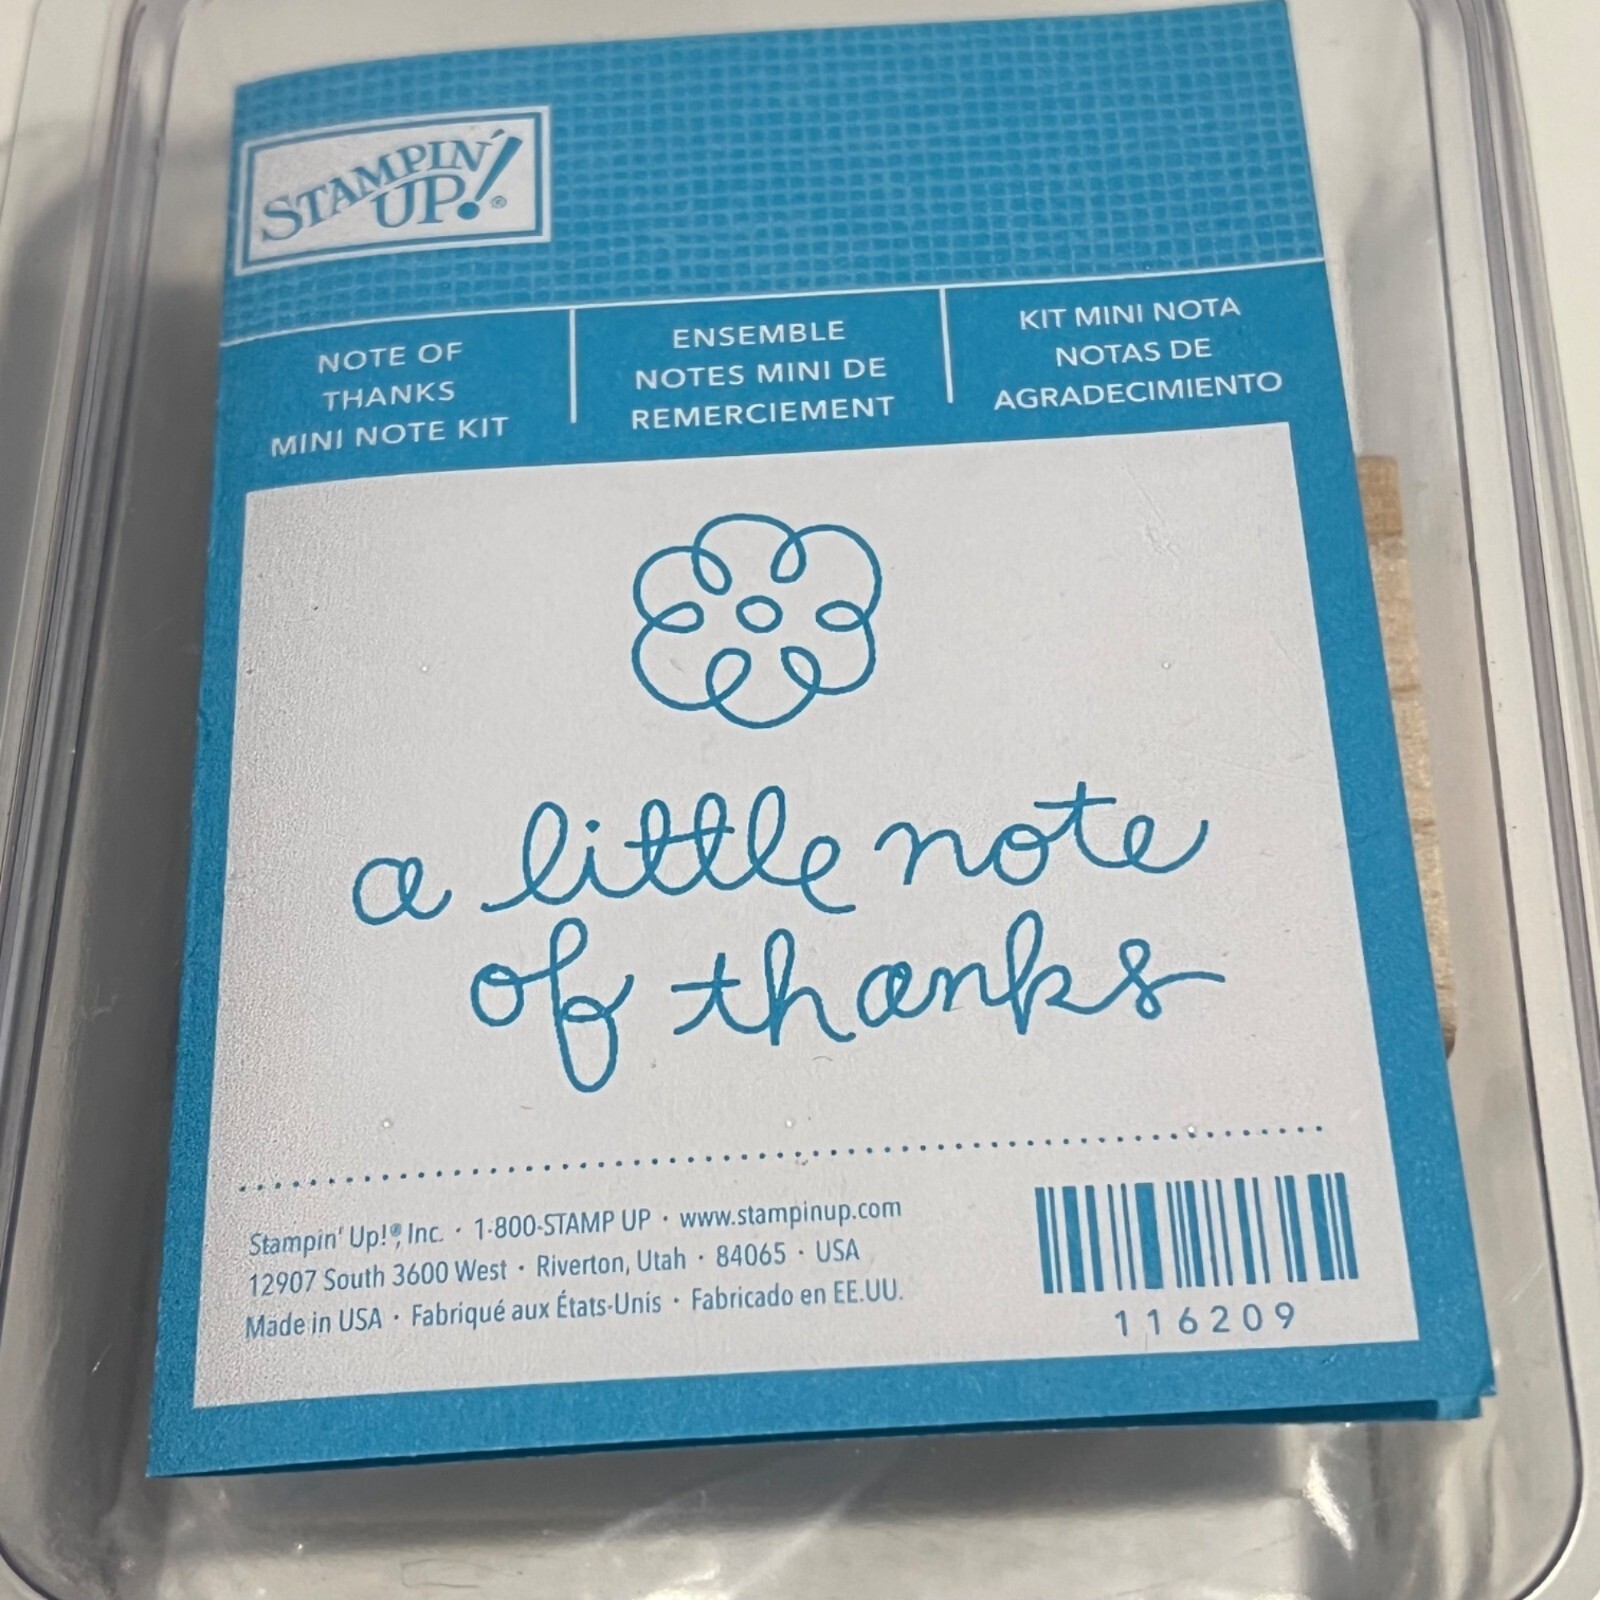 STAMPIN' UP!®
NOTE OF
THANKS
MINI NOTE KIT
ENSEMBLE
NOTES MINI DE
REMERCIEMENT
KIT MINI NOTA
NOTAS DE
AGRADECIMIENTO
a little note
of thanks
Stampin' Up!®, Inc. · 1-800-STAMP UP · www.stampinup.com
12907 South 3600 West · Riverton, Utah · 84065 · USA
Made in USA · Fabriqué aux États-Unis · Fabricado en EE.UU.
116209